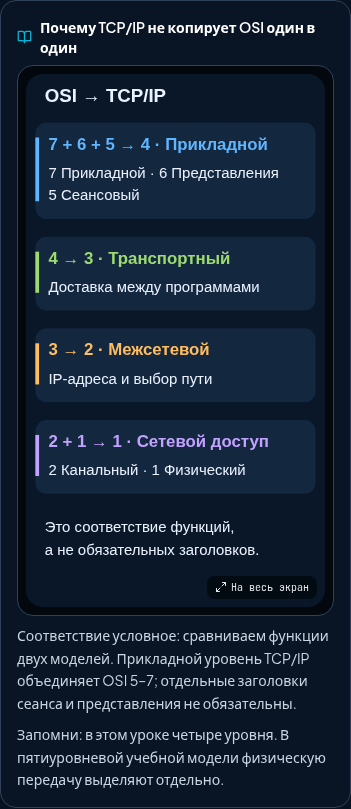 Почему TCP/IP не копирует OSI один в
один
OSI → TCP/IP
7 + 6 + 5 → 4 · Прикладной
7 Прикладной · 6 Представления
5 Сеансовый
4 → 3 · Транспортный
Доставка между программами
3 → 2 · Межсетевой
IP-адреса и выбор пути
2 + 1 → 1 · Сетевой доступ
2 Канальный · 1 Физический
Это соответствие функций,
а не обязательных заголовков.
На весь экран
Соответствие условное: сравниваем функции
двух моделей. Прикладной уровень TCP/IP
объединяет OSI 5–7; отдельные заголовки
сеанса и представления не обязательны.
Запомни: в этом уроке четыре уровня. В
пятиуровневой учебной модели физическую
передачу выделяют отдельно.